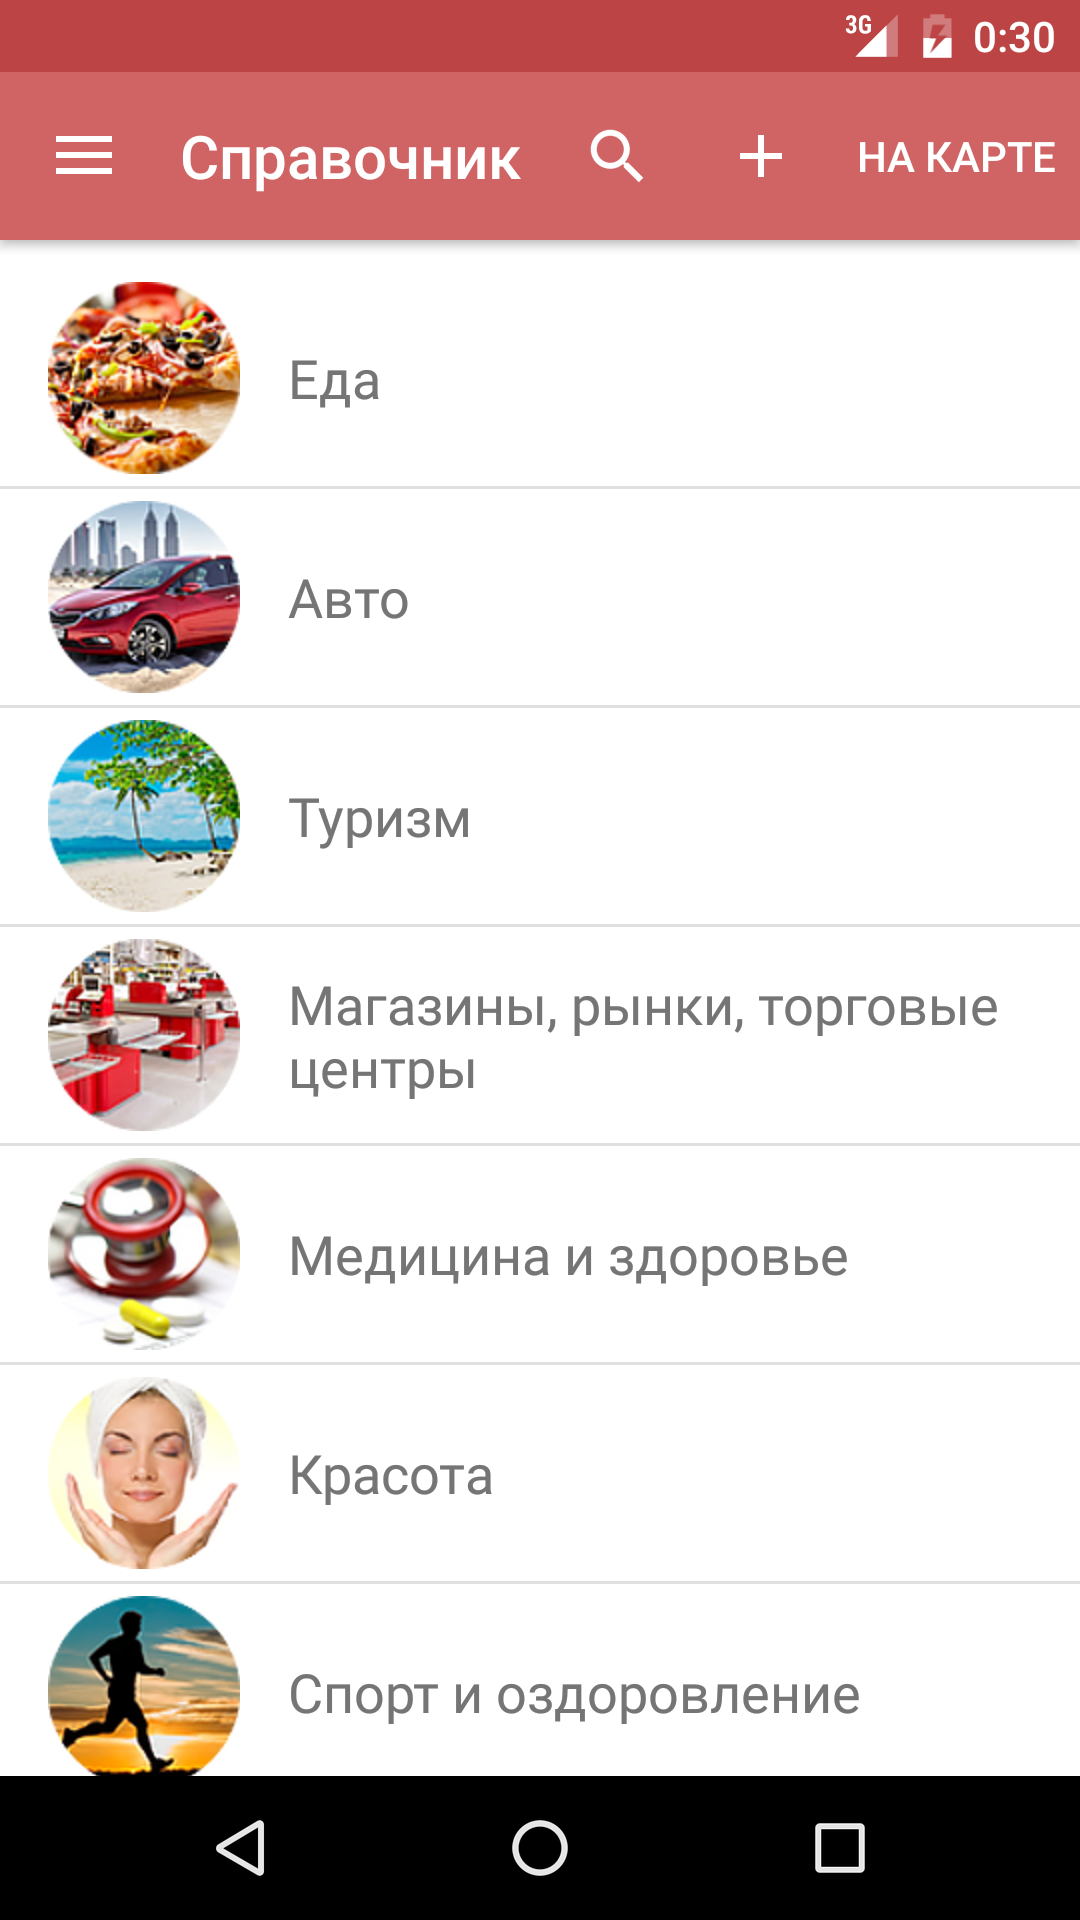 3G 0:30
Справочник НА КАРТЕ
Еда
Авто
Туризм
Магазины, рынки, торговые
центры
Медицина и здоровье
Красота
Спорт и оздоровление